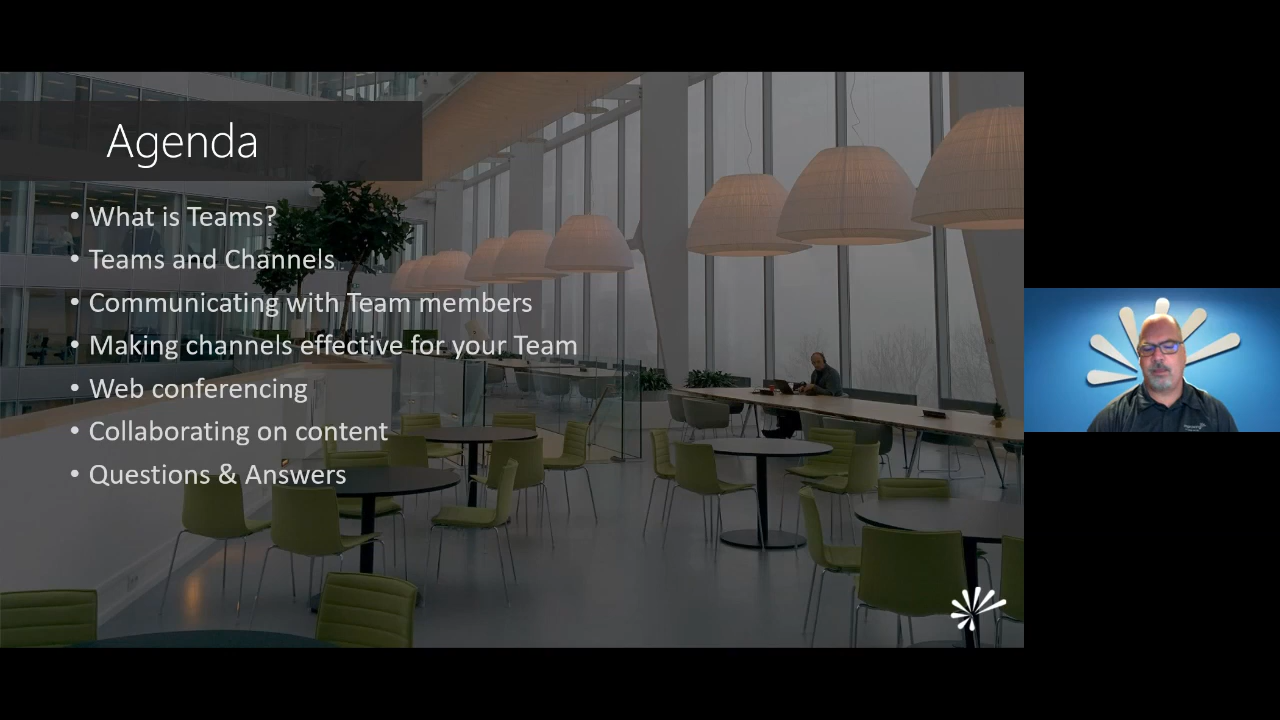 Agenda
• What is Teams?
• Teams and Channels
• Communicating with Team members
• Making channels effective for your Team
• Web conferencing
• Collaborating on content
• Questions & Answers